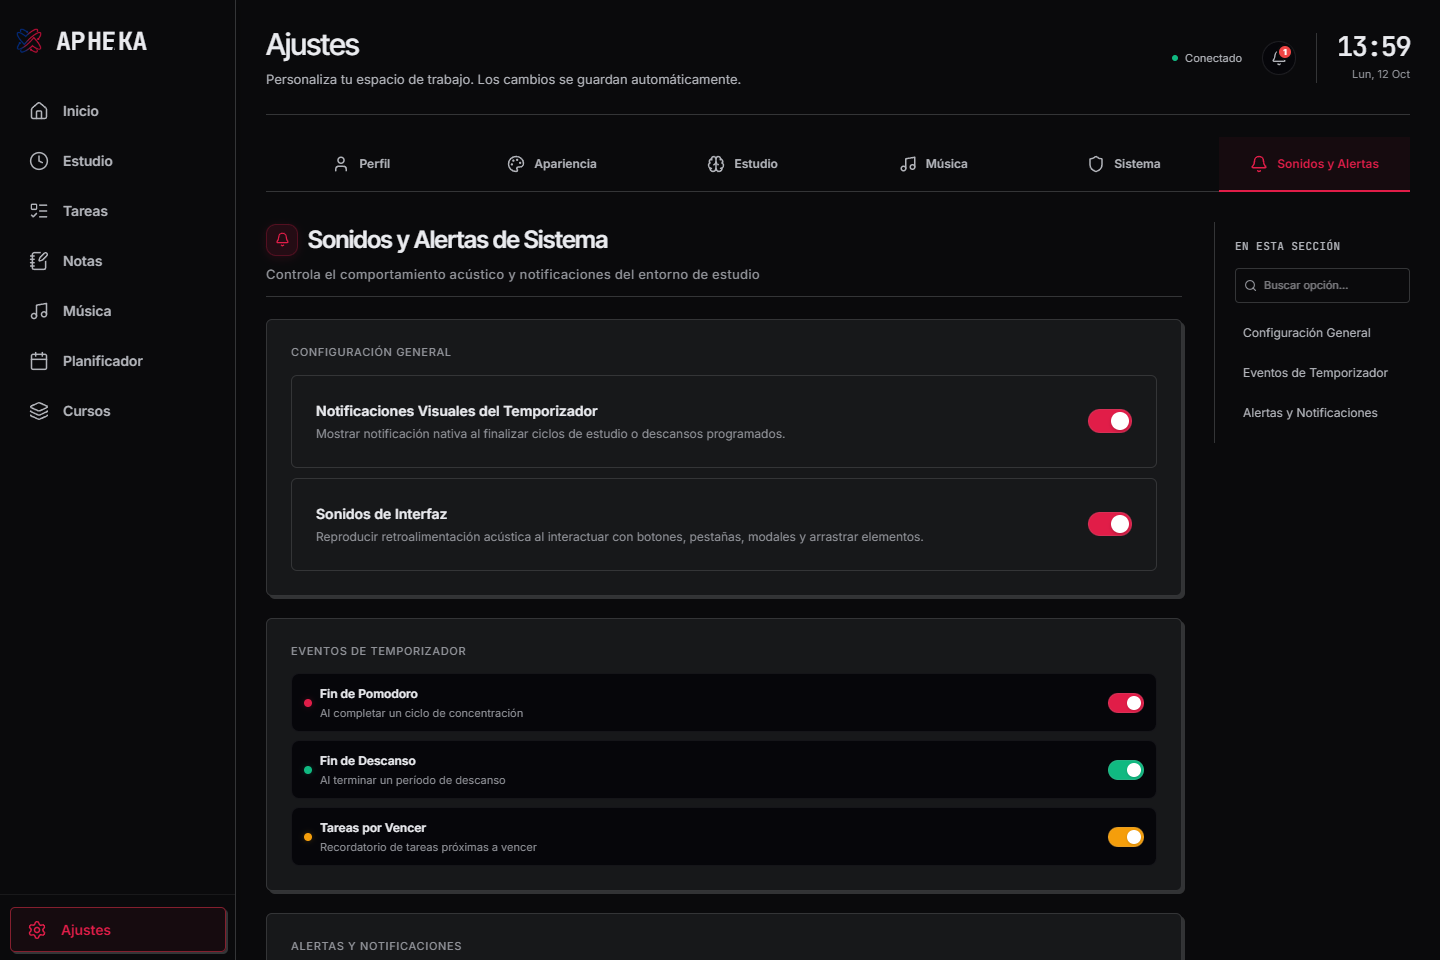 APHEKA
Inicio
Estudio
Tareas
Notas
Música
Planificador
Cursos
Ajustes
Ajustes
Personaliza tu espacio de trabajo. Los cambios se guardan automáticamente.
Conectado
1
13:59
Lun, 12 Oct
Perfil
Apariencia
Estudio
Música
Sistema
Sonidos y Alertas
Sonidos y Alertas de Sistema
Controla el comportamiento acústico y notificaciones del entorno de estudio
CONFIGURACIÓN GENERAL
Notificaciones Visuales del Temporizador
Mostrar notificación nativa al finalizar ciclos de estudio o descansos programados.
Sonidos de Interfaz
Reproducir retroalimentación acústica al interactuar con botones, pestañas, modales y arrastrar elementos.
EVENTOS DE TEMPORIZADOR
Fin de Pomodoro
Al completar un ciclo de concentración
Fin de Descanso
Al terminar un período de descanso
Tareas por Vencer
Recordatorio de tareas próximas a vencer
ALERTAS Y NOTIFICACIONES
EN ESTA SECCIÓN
Buscar opción...
Configuración General
Eventos de Temporizador
Alertas y Notificaciones